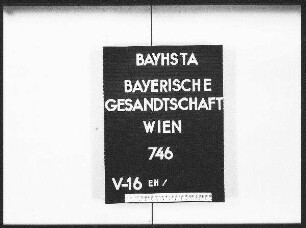 BAYHSTA
BAYERISCHE
GESANDTSCHAFT
WIEN
746
V-16 EH/